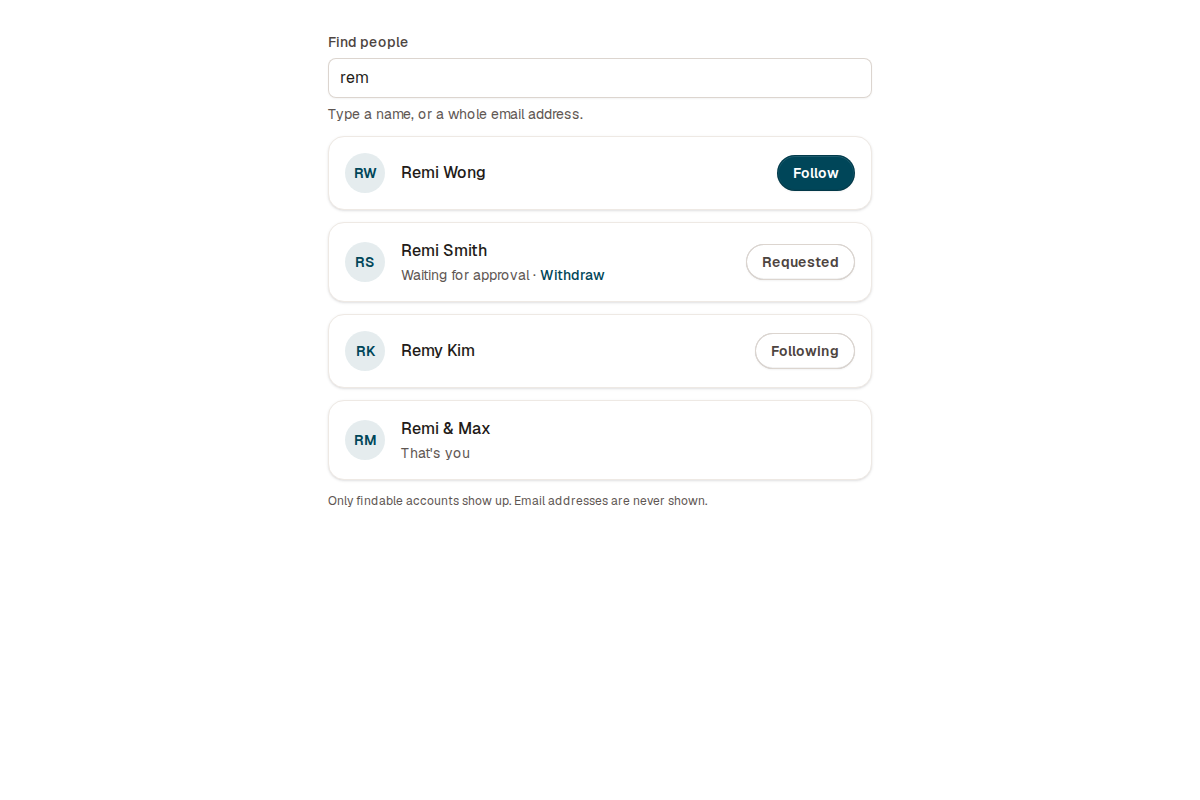 Find people
rem
Type a name, or a whole email address.
RW Remi Wong Follow
RS Remi Smith
Waiting for approval · Withdraw Requested
RK Remy Kim Following
RM Remi & Max
That's you
Only findable accounts show up. Email addresses are never shown.